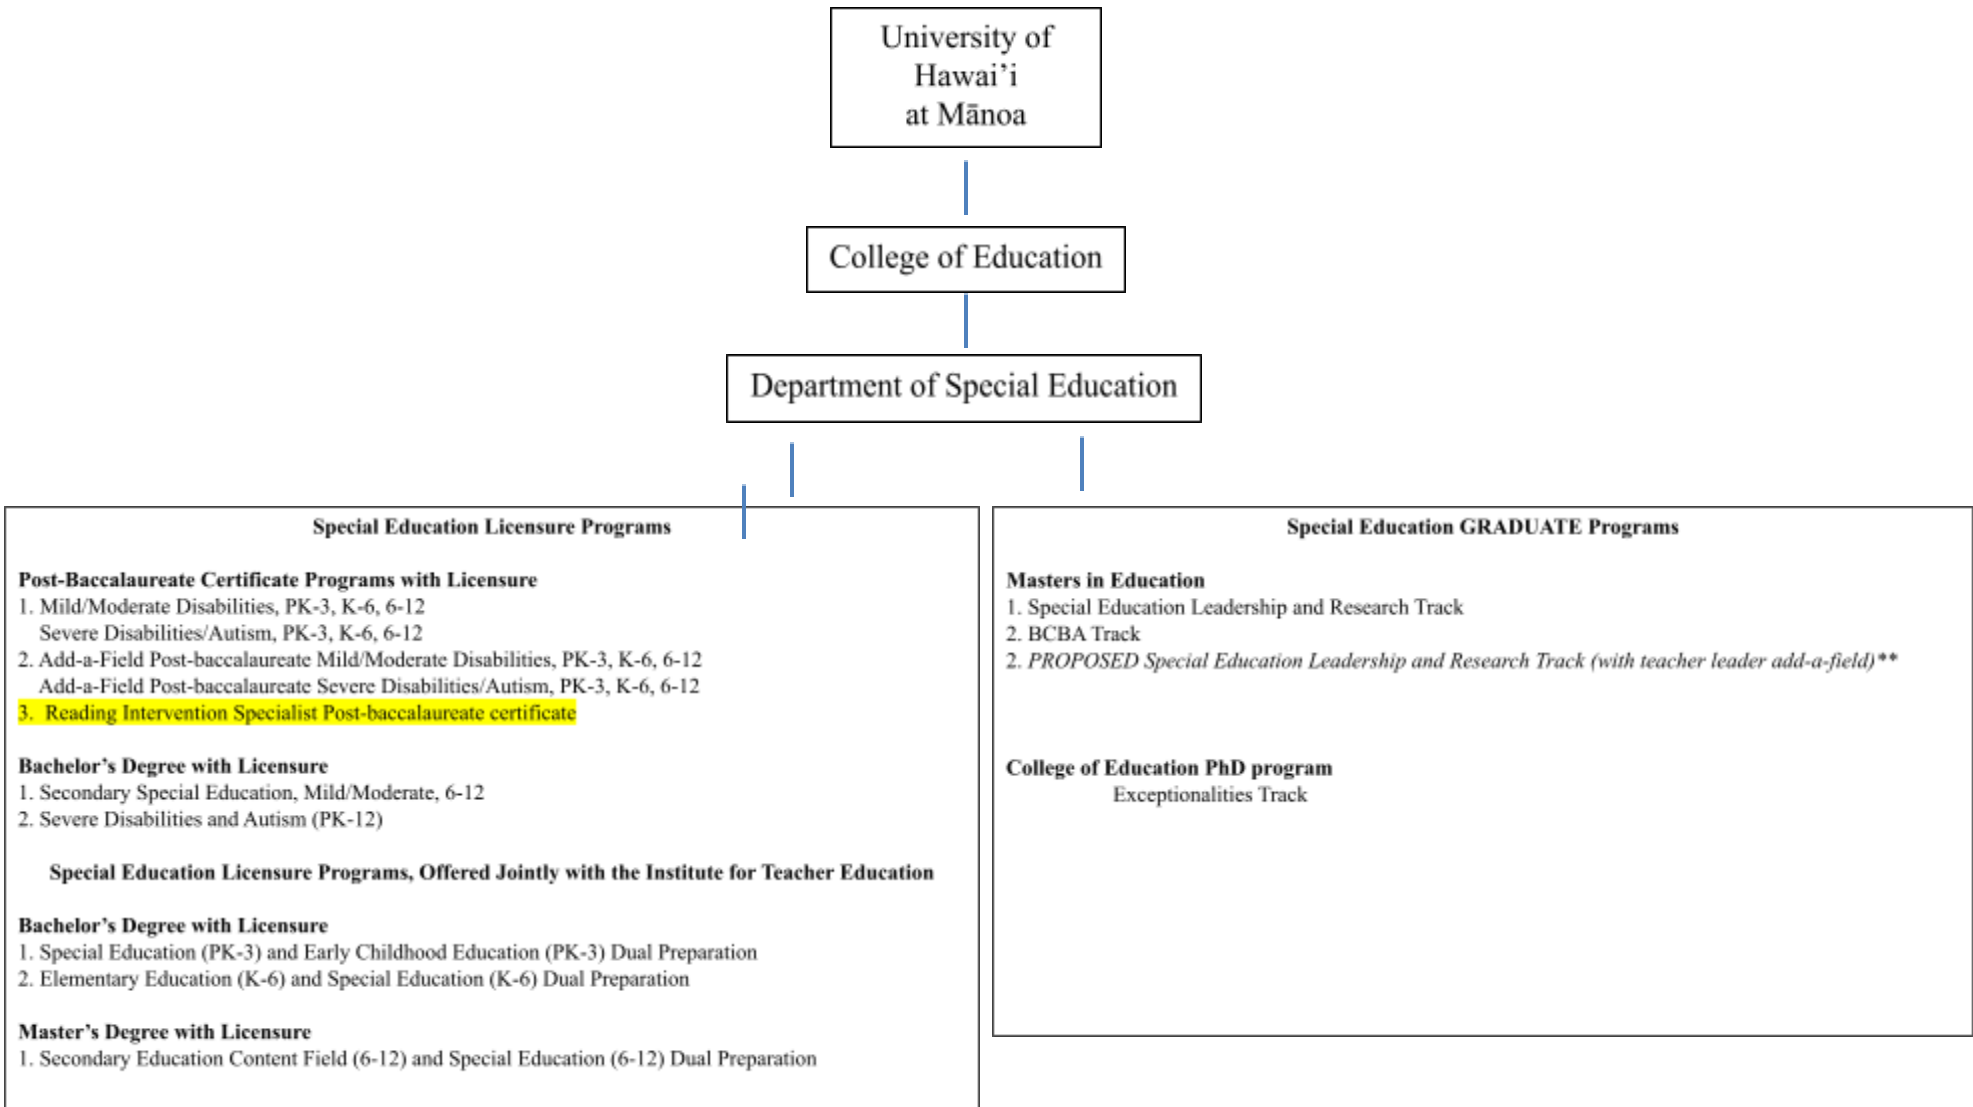 University of
Hawai’i
at Mānoa
College of Education
Department of Special Education
Special Education Licensure Programs
Post-Baccalaureate Certificate Programs with Licensure
1. Mild/Moderate Disabilities, PK-3, K-6, 6-12
Severe Disabilities/Autism, PK-3, K-6, 6-12
2. Add-a-Field Post-baccalaureate Mild/Moderate Disabilities, PK-3, K-6, 6-12
Add-a-Field Post-baccalaureate Severe Disabilities/Autism, PK-3, K-6, 6-12
3. Reading Intervention Specialist Post-baccalaureate certificate
Bachelor’s Degree with Licensure
1. Secondary Special Education, Mild/Moderate, 6-12
2. Severe Disabilities and Autism (PK-12)
Special Education Licensure Programs, Offered Jointly with the Institute for Teacher Education
Bachelor’s Degree with Licensure
1. Special Education (PK-3) and Early Childhood Education (PK-3) Dual Preparation
2. Elementary Education (K-6) and Special Education (K-6) Dual Preparation
Master’s Degree with Licensure
1. Secondary Education Content Field (6-12) and Special Education (6-12) Dual Preparation
Special Education GRADUATE Programs
Masters in Education
1. Special Education Leadership and Research Track
2. BCBA Track
2. PROPOSED Special Education Leadership and Research Track (with teacher leader add-a-field)**
College of Education PhD program
Exceptionalities Track